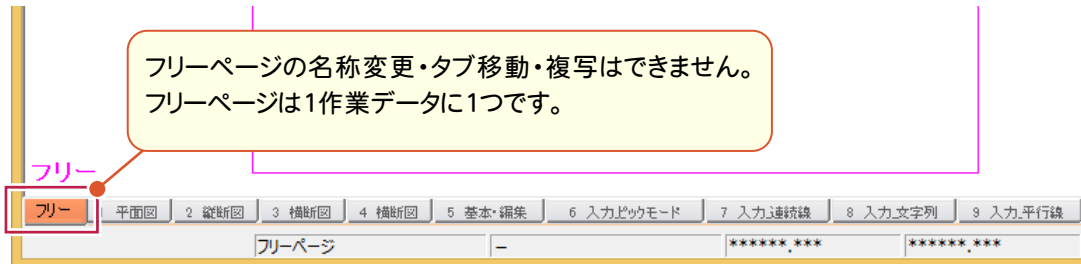 フリーページの名称変更・タブ移動・複写はできません。
フリーページは1作業データに1つです。
フリー
フリー 1 平面図 2 縦断図 3 横断図 4 横断図 5 基本・編集 6 入力_ピックモード 7 入力_連続線 8 入力_文字列 9 入力_平行線
フリーページ – ******.*** ******.***